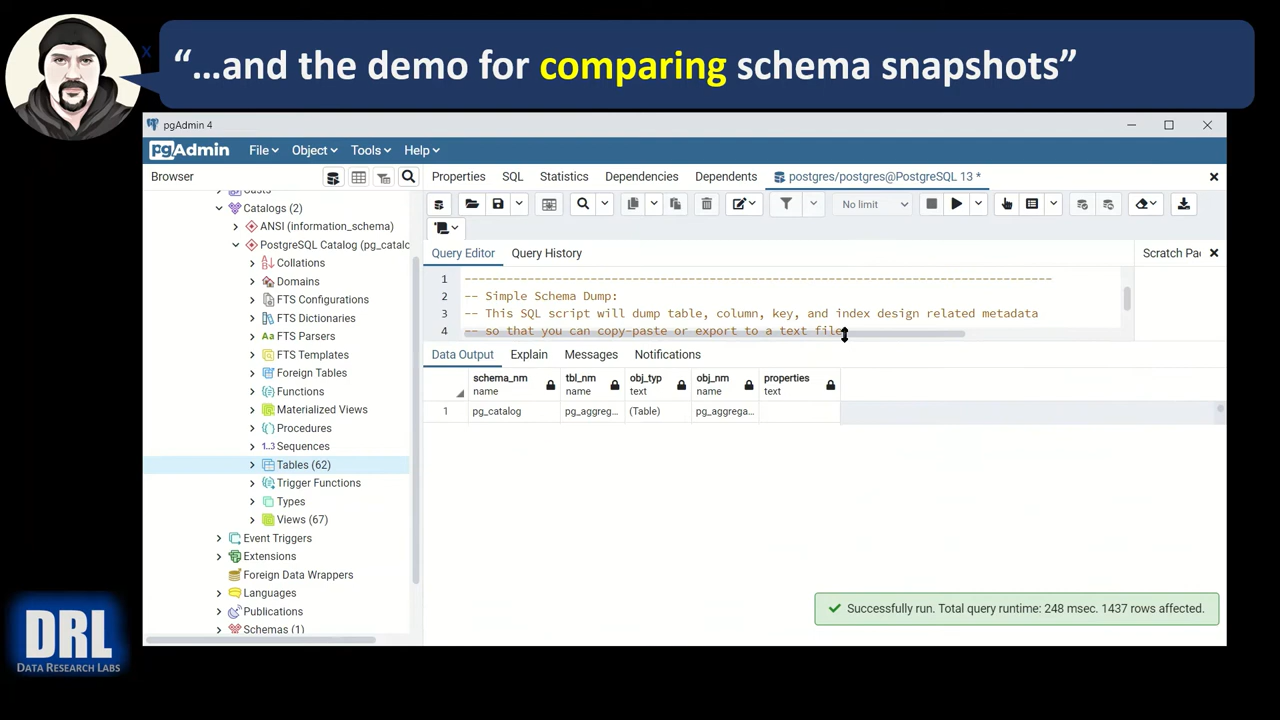 “…and the demo for comparing schema snapshots”
X
pgAdmin 4
pgAdmin File Object Tools Help
Browser
Properties SQL Statistics Dependencies Dependents postgres/postgres@PostgreSQL 13 *
No limit
Query Editor Query History Scratch Pa
Catalogs (2)
ANSI (information_schema)
PostgreSQL Catalog (pg_catalo
Collations
Domains
FTS Configurations
FTS Dictionaries
Aa FTS Parsers
FTS Templates
Foreign Tables
Functions
Materialized Views
Procedures
1..3 Sequences
Tables (62)
Trigger Functions
Types
Views (67)
Event Triggers
Extensions
Foreign Data Wrappers
Languages
Publications
Schemas (1)
1 -------------------------------------------------------------------------------------
2 -- Simple Schema Dump:
3 -- This SQL script will dump table, column, key, and index design related metadata
4 -- so that you can copy-paste or export to a text file
Data Output Explain Messages Notifications
schema_nm tbl_nm obj_typ obj_nm properties
name name text name text
1 pg_catalog pg_aggreg... (Table) pg_aggrega...
Successfully run. Total query runtime: 248 msec. 1437 rows affected.
DRL
DATA RESEARCH LABS